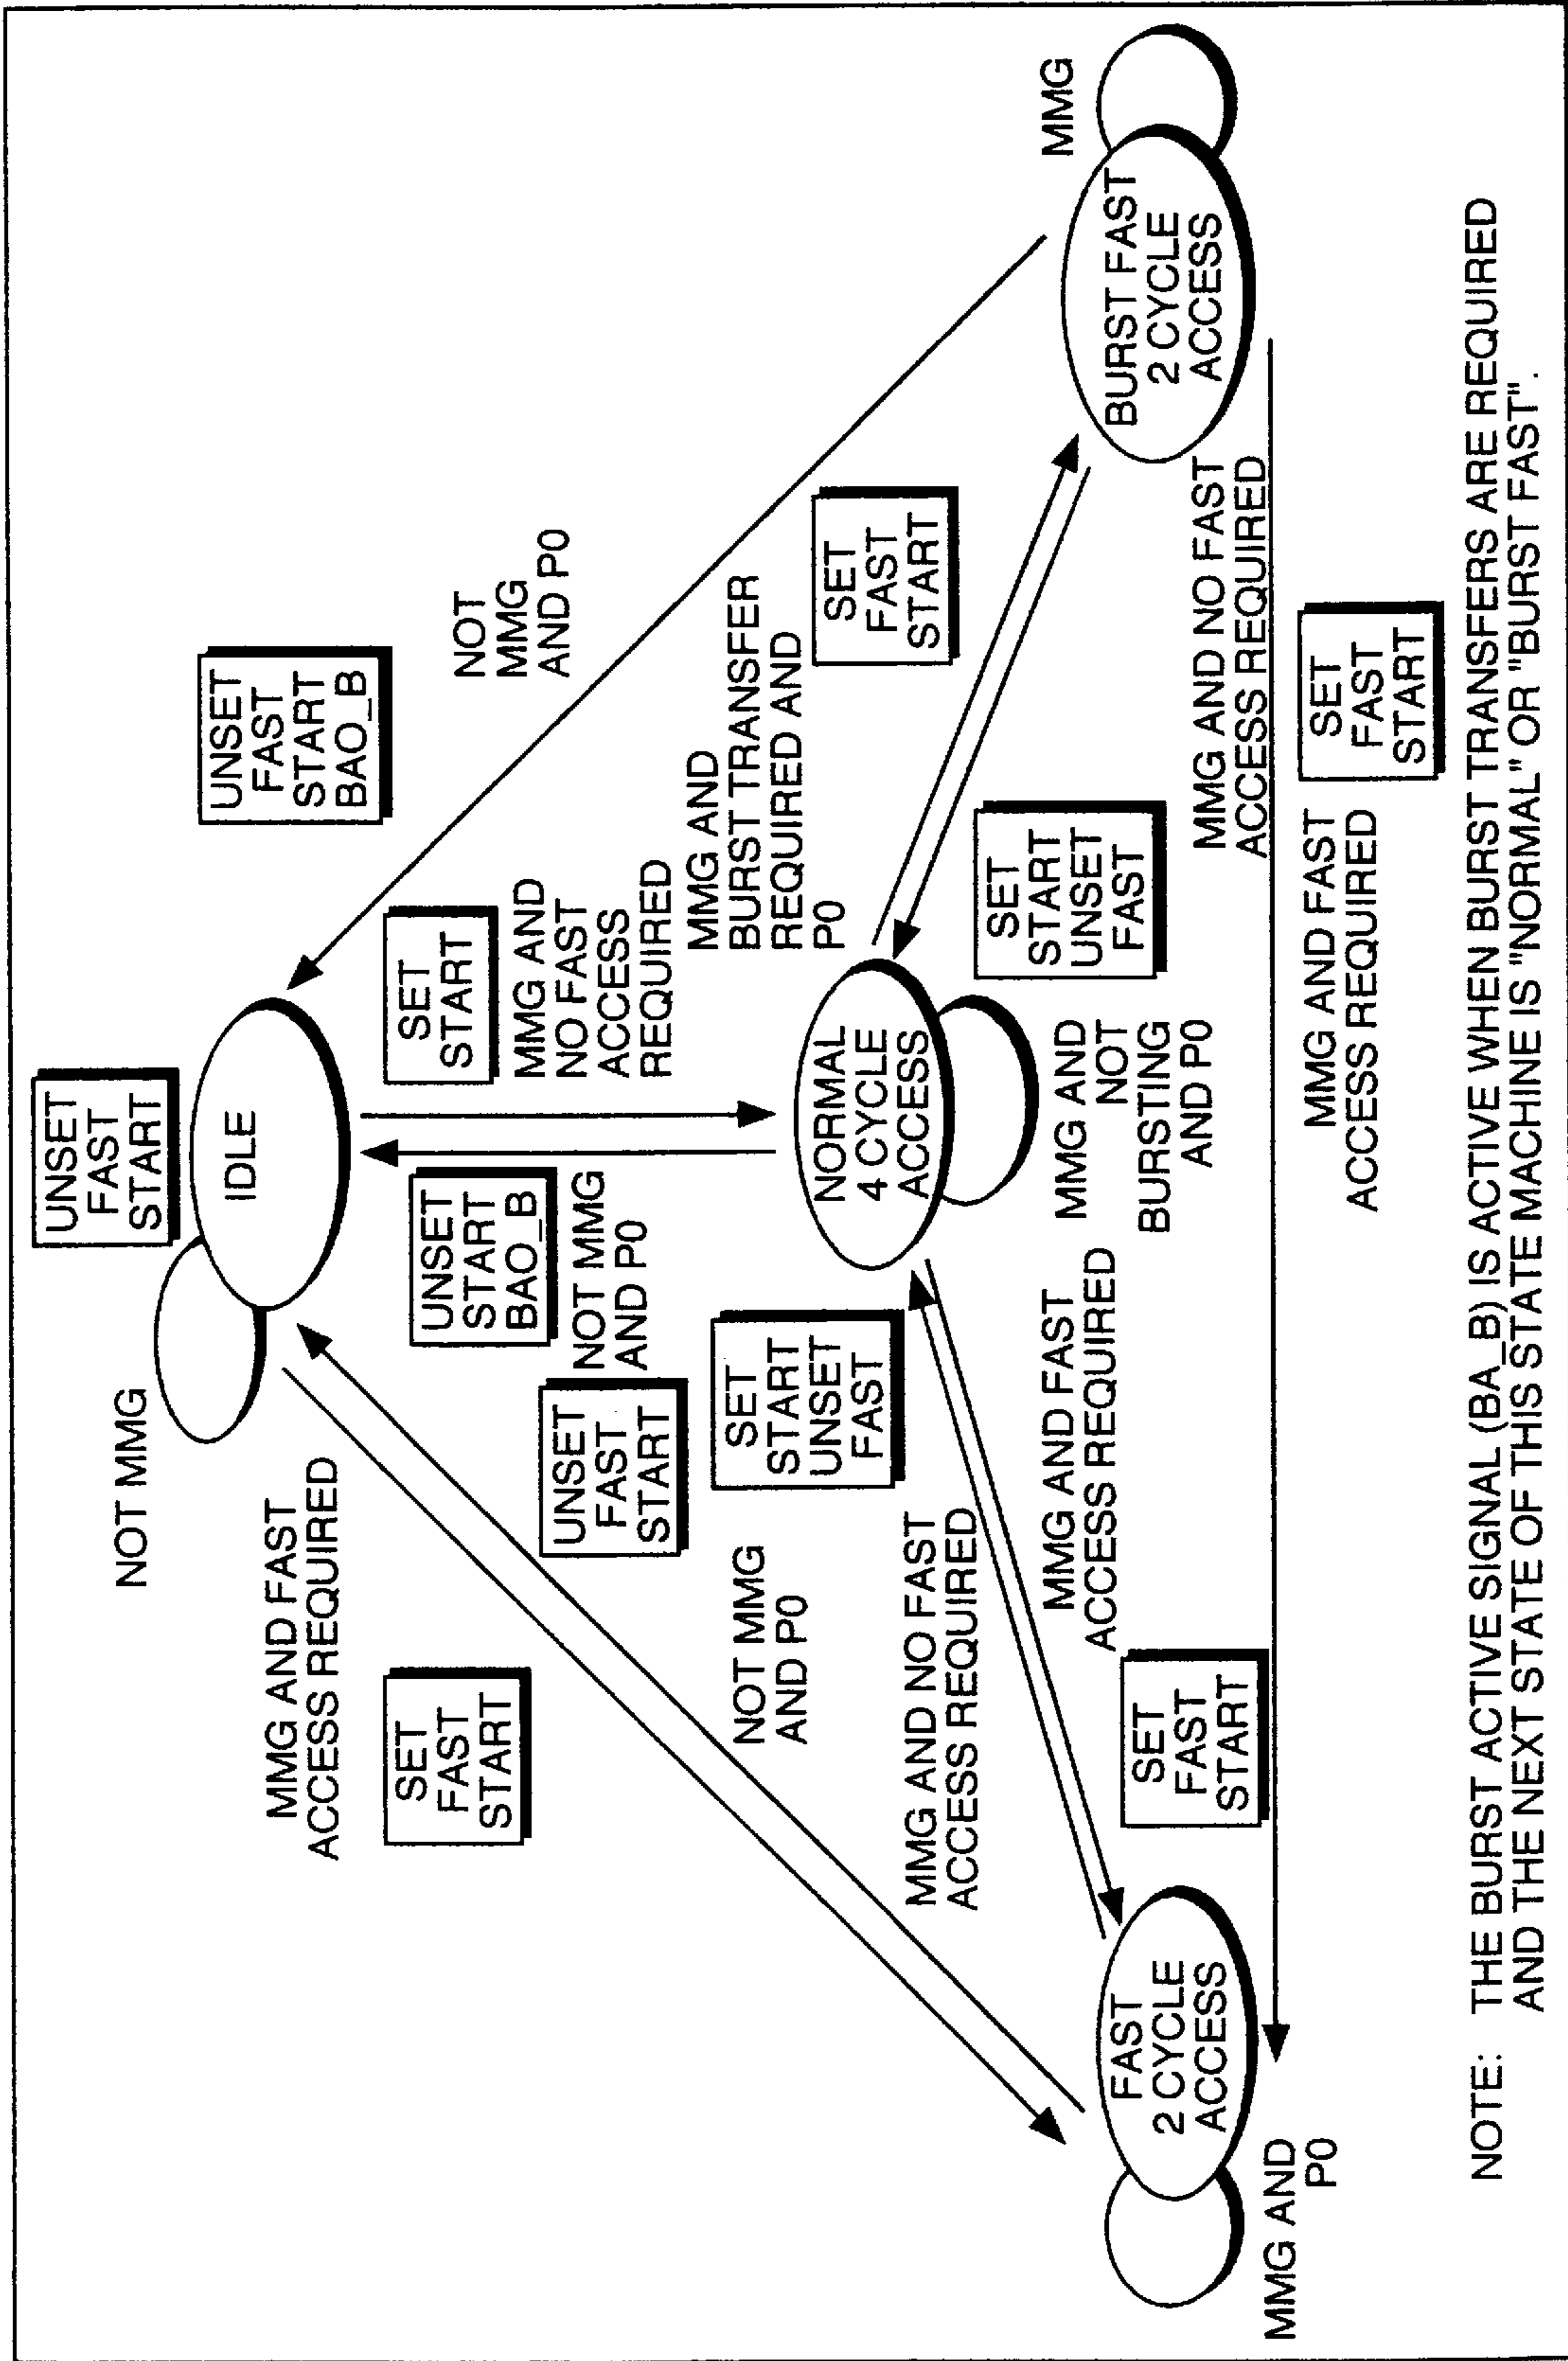 UNSET
FAST
START
NOT MMG
IDLE
UNSET
FAST
START
BAO_B
MMG AND FAST
ACCESS REQUIRED
SET
FAST
START
UNSET
START
BAO_B
NOT MMG
AND P0
SET
START
MMG AND
NO FAST
ACCESS
REQUIRED
NOT
MMG
AND P0
UNSET
FAST
START
NOT MMG
AND P0
SET
START
UNSET
FAST
MMG AND
BURST TRANSFER
REQUIRED AND
P0
SET
FAST
START
MMG AND NO FAST
ACCESS REQUIRED
NORMAL
4 CYCLE
ACCESS
SET
START
UNSET
FAST
MMG
MMG AND FAST
ACCESS REQUIRED
MMG AND
NOT
BURSTING
AND P0
MMG AND NO FAST
ACCESS REQUIRED
BURST FAST
2 CYCLE
ACCESS
FAST
2 CYCLE
ACCESS
SET
FAST
START
MMG AND
P0
MMG AND FAST
ACCESS REQUIRED
SET
FAST
START
NOTE: THE BURST ACTIVE SIGNAL (BA_B) IS ACTIVE WHEN BURST TRANSFERS ARE REQUIRED
AND THE NEXT STATE OF THIS STATE MACHINE IS "NORMAL" OR "BURST FAST".